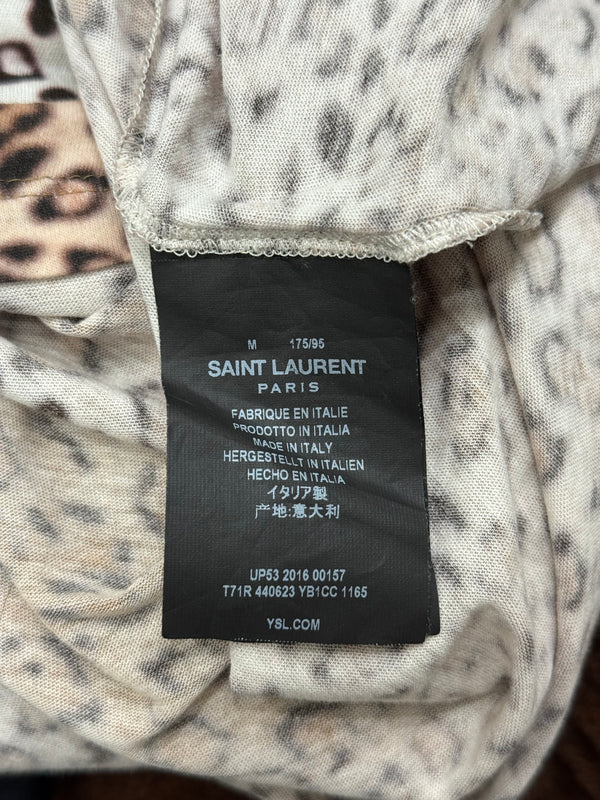 M 175/95
SAINT LAURENT
PARIS
FABRIQUE EN ITALIE
PRODOTTO IN ITALIA
MADE IN ITALY
HERGESTELLT IN ITALIEN
HECHO EN ITALIA
イタリア製
产地:意大利
UP53 2016 00157
T71R 440623 YB1CC 1165
YSL.COM